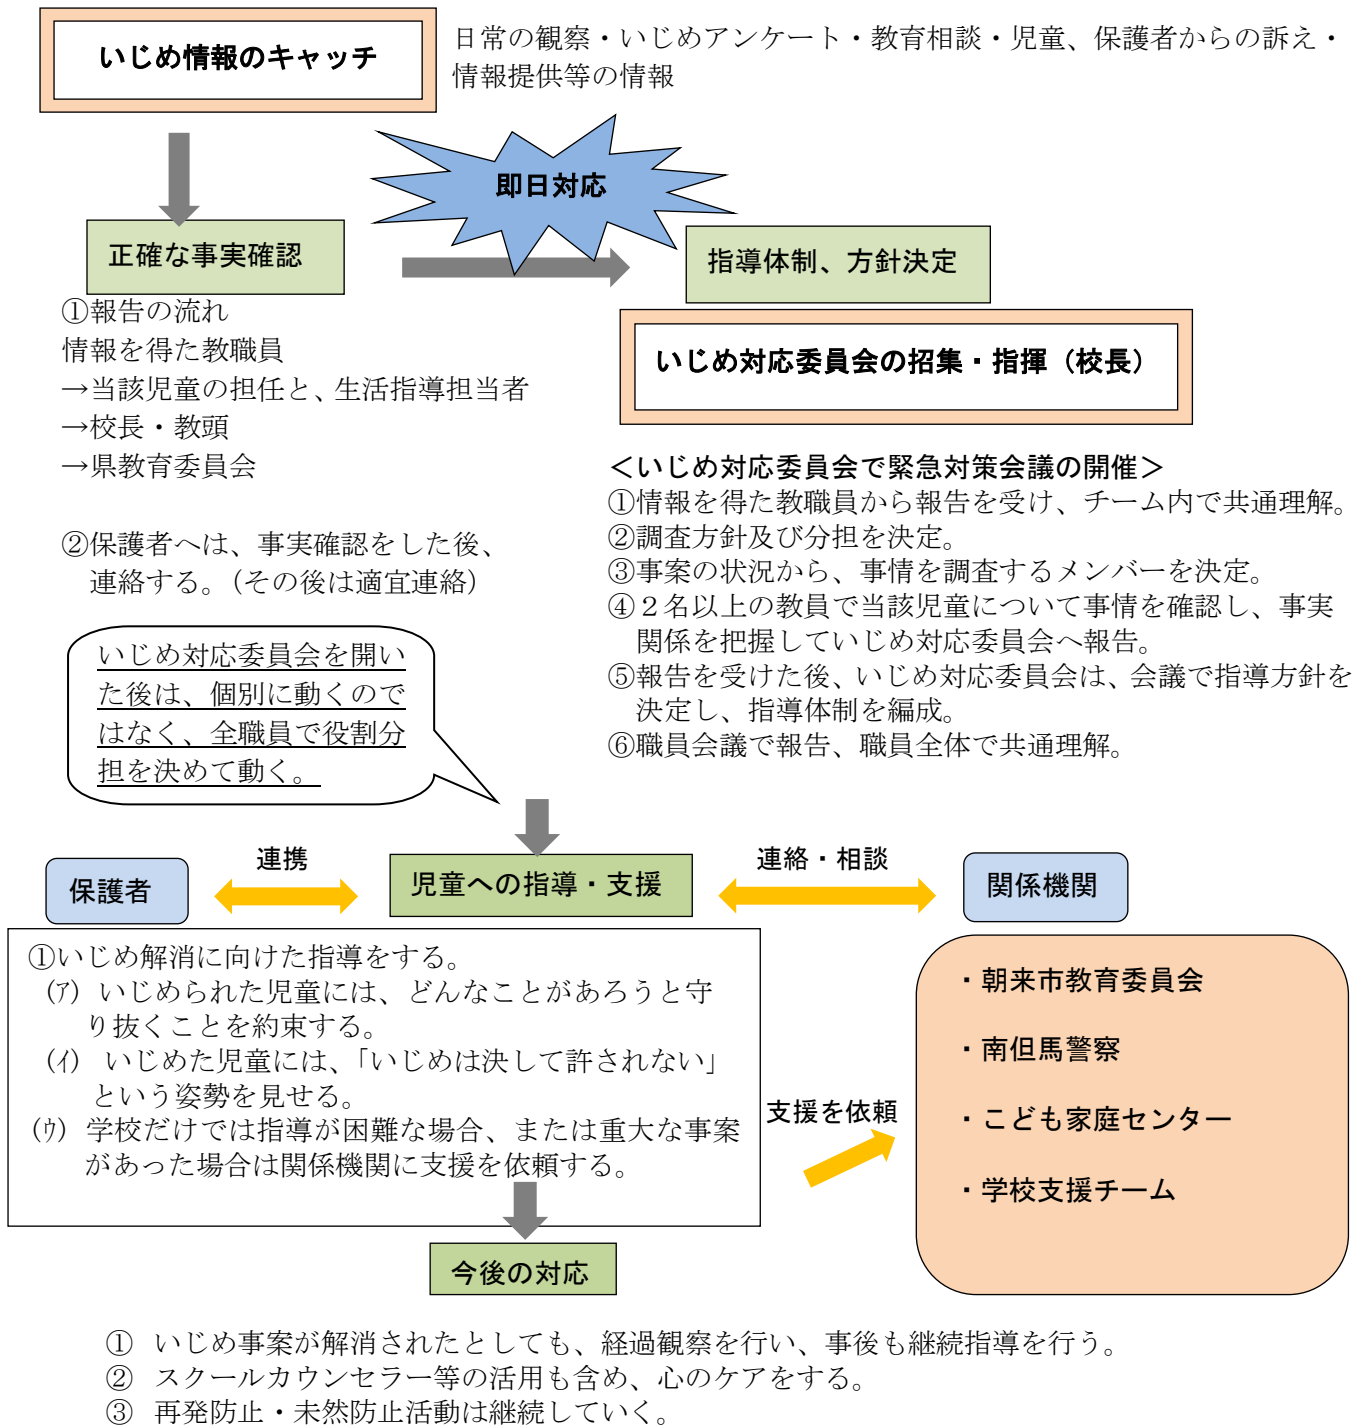 いじめ情報のキャッチ
日常の観察・いじめアンケート・教育相談・児童、保護者からの訴え・
情報提供等の情報
即日対応
正確な事実確認
指導体制、方針決定
①報告の流れ
情報を得た教職員
→当該児童の担任と、生活指導担当者
→校長・教頭
→県教育委員会
②保護者へは、事実確認をした後、
連絡する。（その後は適宜連絡）
いじめ対応委員会の招集・指揮（校長）
＜いじめ対応委員会で緊急対策会議の開催＞
①情報を得た教職員から報告を受け、チーム内で共通理解。
②調査方針及び分担を決定。
③事案の状況から、事情を調査するメンバーを決定。
④２名以上の教員で当該児童について事情を確認し、事実
関係を把握していじめ対応委員会へ報告。
⑤報告を受けた後、いじめ対応委員会は、会議で指導方針を
決定し、指導体制を編成。
⑥職員会議で報告、職員全体で共通理解。
いじめ対応委員会を開い
た後は、個別に動くので
はなく、全職員で役割分
担を決めて動く。
保護者
連携
児童への指導・支援
連絡・相談
関係機関
①いじめ解消に向けた指導をする。
(ｱ) いじめられた児童には、どんなことがあろうと守
り抜くことを約束する。
(ｲ) いじめた児童には、「いじめは決して許されない」
という姿勢を見せる。
(ｳ) 学校だけでは指導が困難な場合、または重大な事案
があった場合は関係機関に支援を依頼する。
支援を依頼
・朝来市教育委員会
・南但馬警察
・こども家庭センター
・学校支援チーム
今後の対応
① いじめ事案が解消されたとしても、経過観察を行い、事後も継続指導を行う。
② スクールカウンセラー等の活用も含め、心のケアをする。
③ 再発防止・未然防止活動は継続していく。